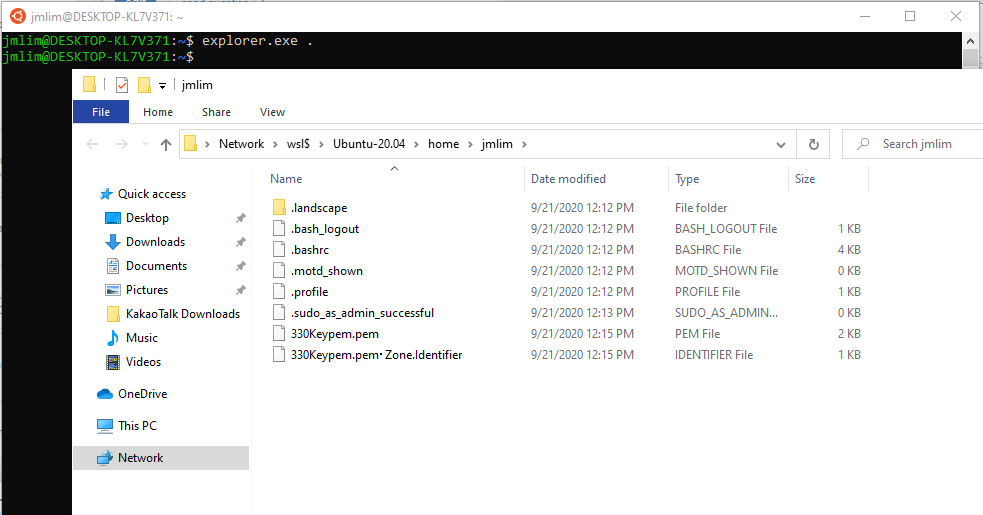 jmlim@DESKTOP-KL7V371: ~
jmlim@DESKTOP-KL7V371:~$ explorer.exe .
jmlim@DESKTOP-KL7V371:~$
jmlim
File Home Share View
Network > wsl$ > Ubuntu-20.04 > home > jmlim >
Search jmlim
Name Date modified Type Size
Quick access
Desktop
Downloads
Documents
Pictures
KakaoTalk Downloads
Music
Videos
OneDrive
This PC
Network
.landscape 9/21/2020 12:12 PM File folder
.bash_logout 9/21/2020 12:12 PM BASH_LOGOUT File 1 KB
.bashrc 9/21/2020 12:12 PM BASHRC File 4 KB
.motd_shown 9/21/2020 12:12 PM MOTD_SHOWN File 0 KB
.profile 9/21/2020 12:12 PM PROFILE File 1 KB
.sudo_as_admin_successful 9/21/2020 12:13 PM SUDO_AS_ADMIN... 0 KB
330Keypem.pem 9/21/2020 12:15 PM PEM File 2 KB
330Keypem.pem·Zone.Identifier 9/21/2020 12:15 PM IDENTIFIER File 1 KB